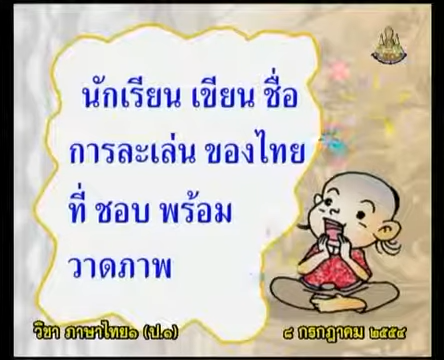 นักเรียน เขียน ชื่อ
การละเล่น ของไทย
ที่ ชอบ พร้อม
วาดภาพ
วิชา ภาษาไทย๑ (ป.๑) ๘ กรกฎาคม ๒๕๕๔